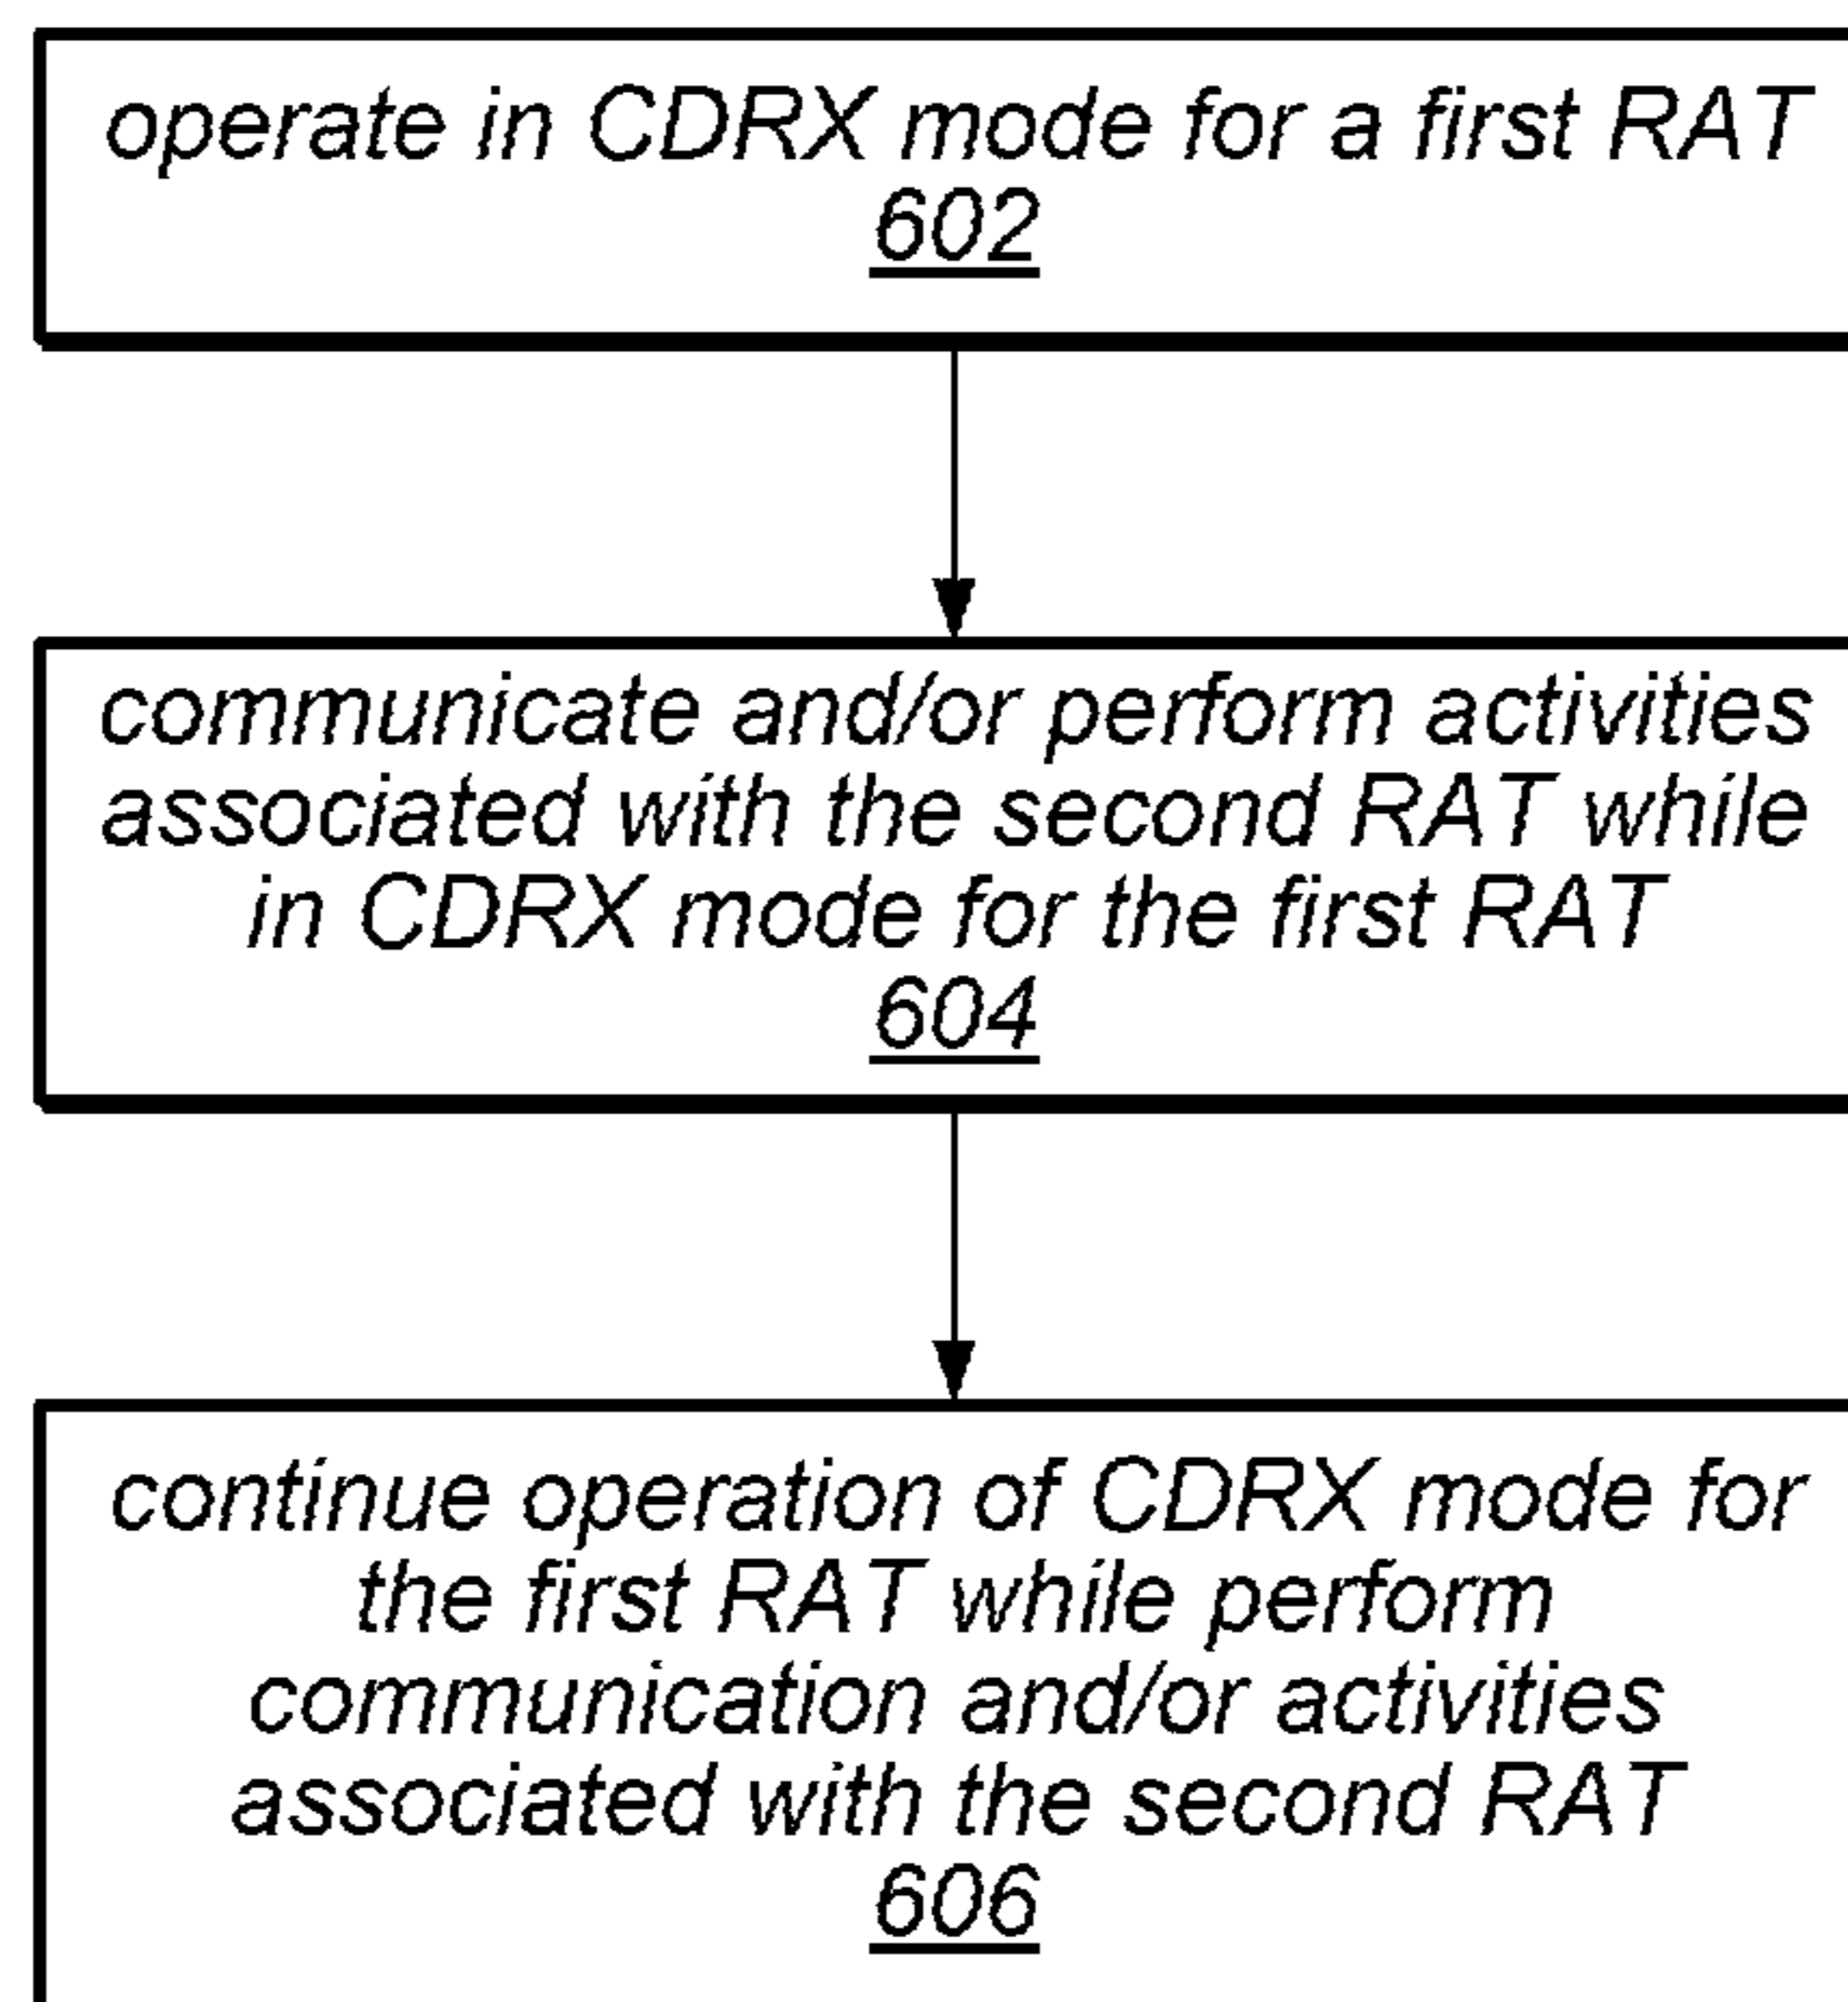 operate in CDRX mode for a first RAT
602
communicate and/or perform activities
associated with the second RAT while
in CDRX mode for the first RAT
604
continue operation of CDRX mode for
the first RAT while perform
communication and/or activities
associated with the second RAT
606